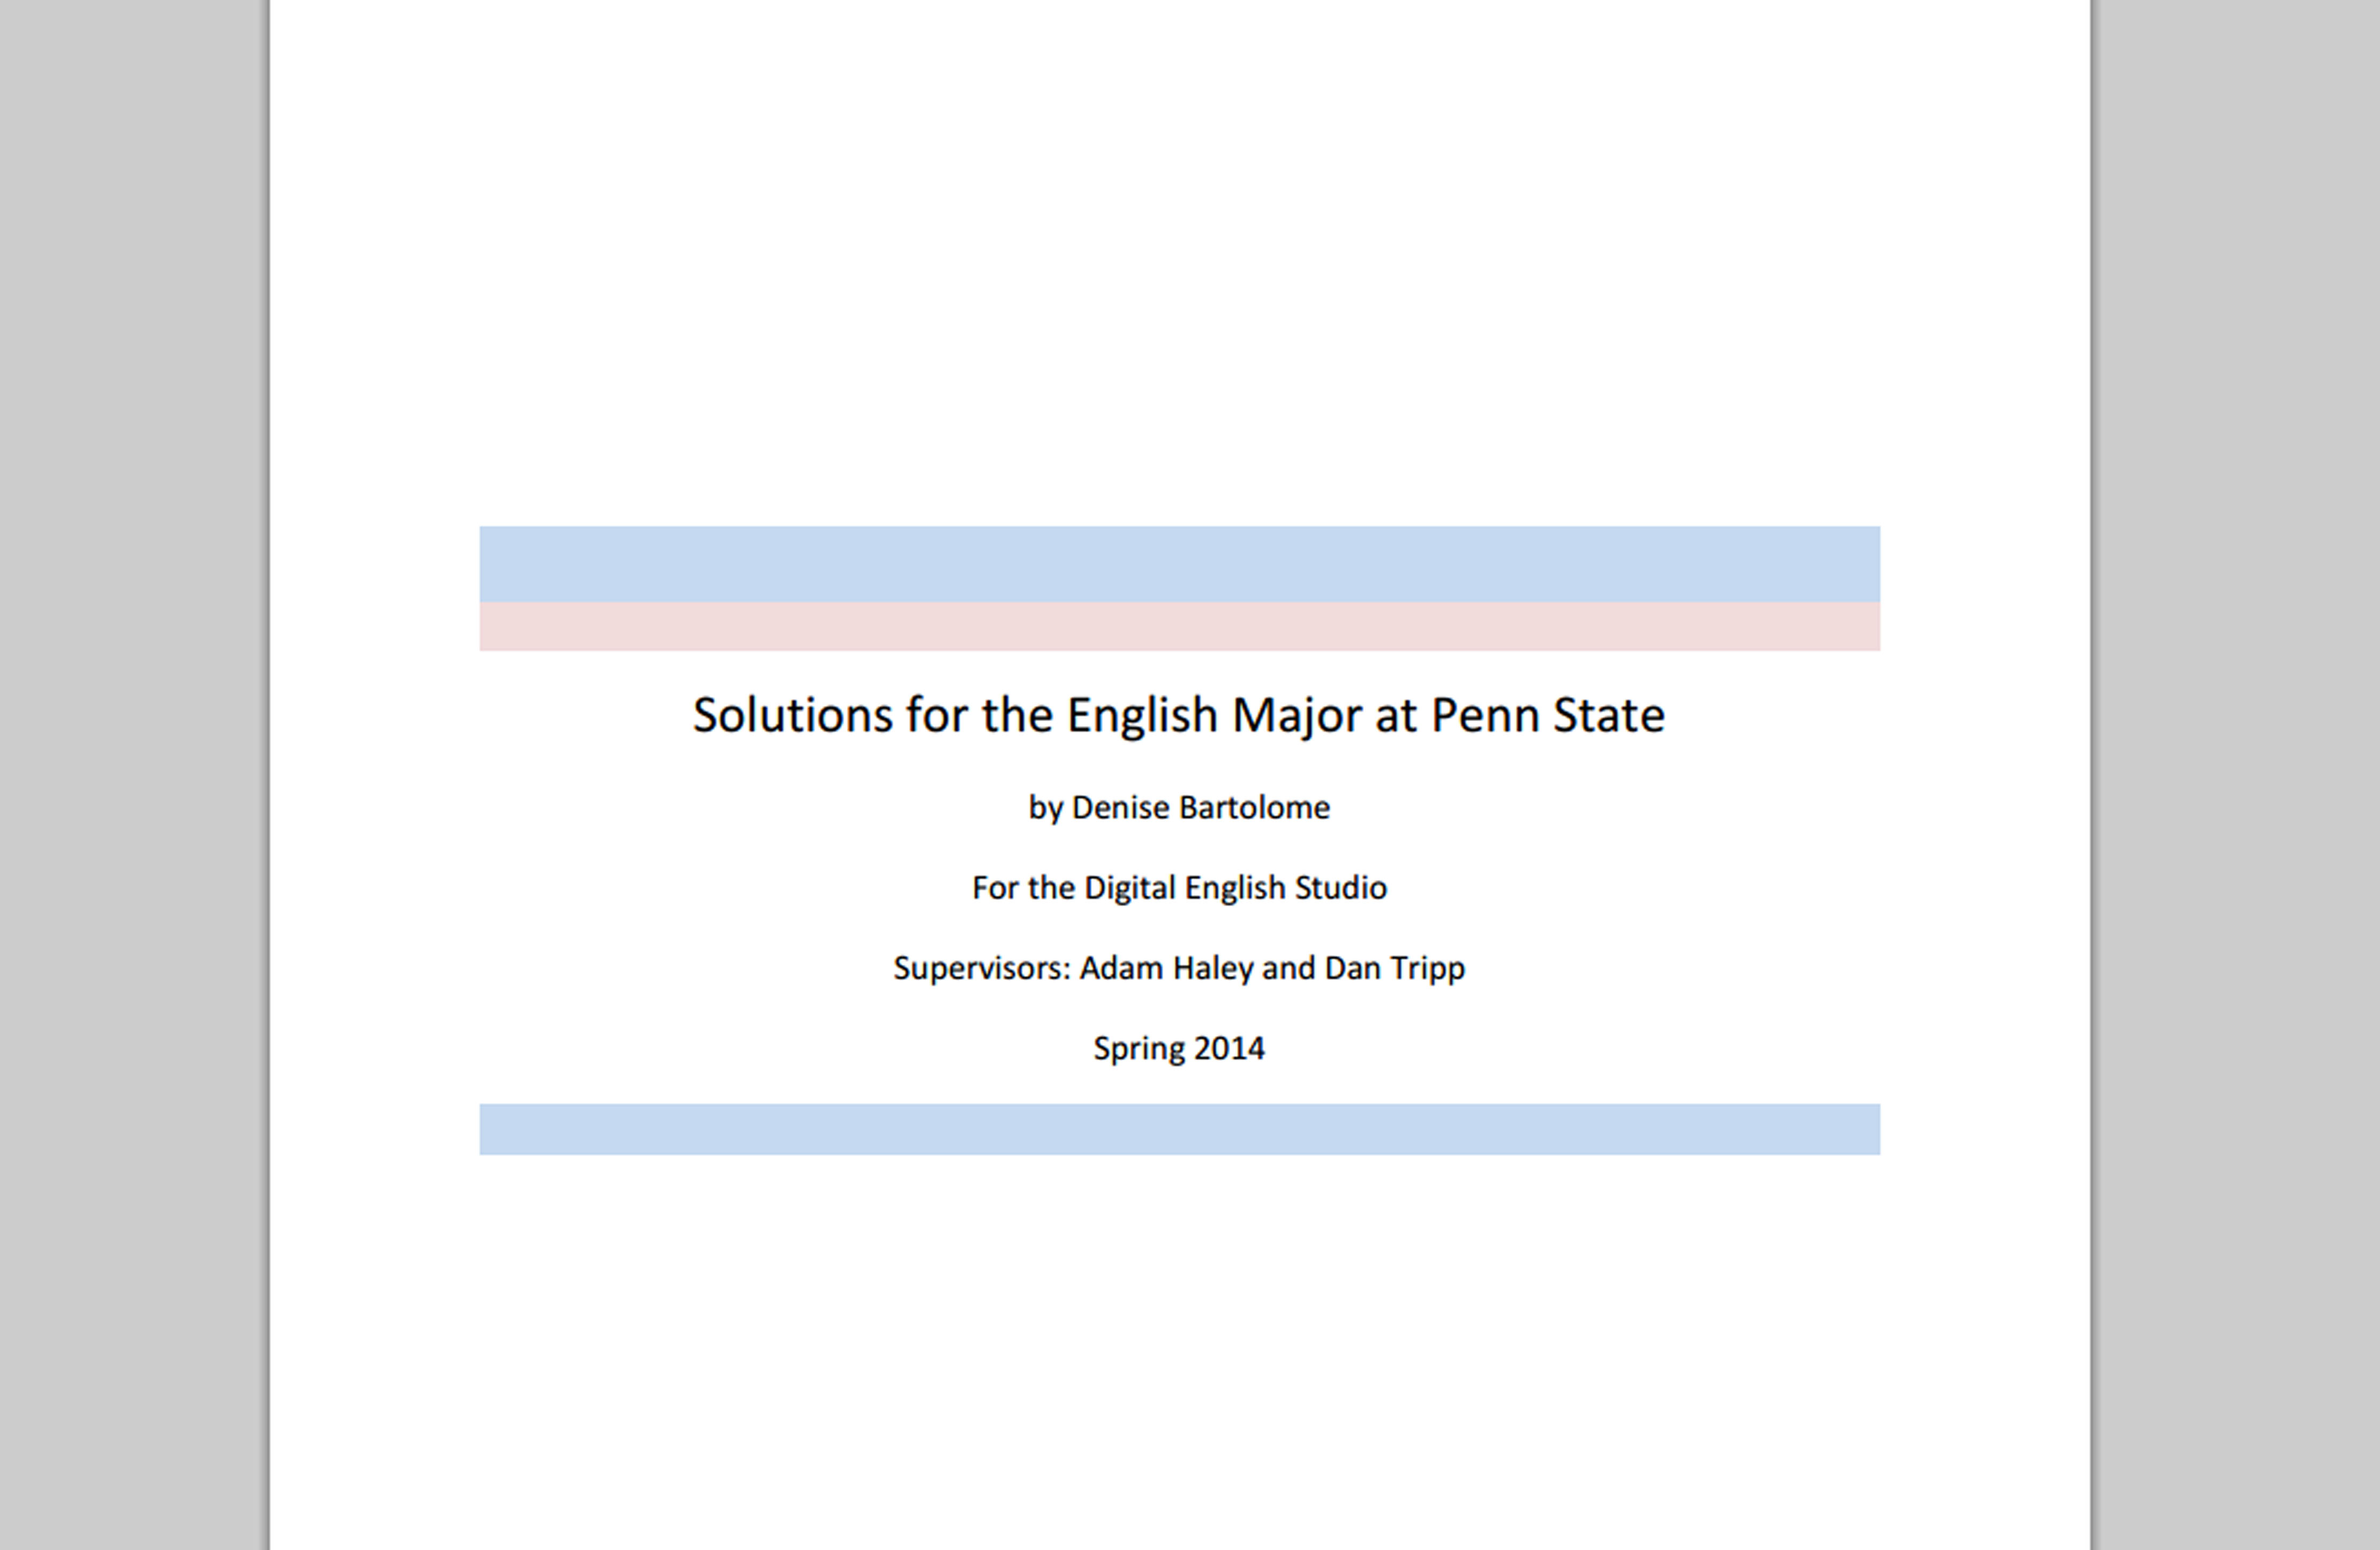 Solutions for the English Major at Penn State
by Denise Bartolome
For the Digital English Studio
Supervisors: Adam Haley and Dan Tripp
Spring 2014